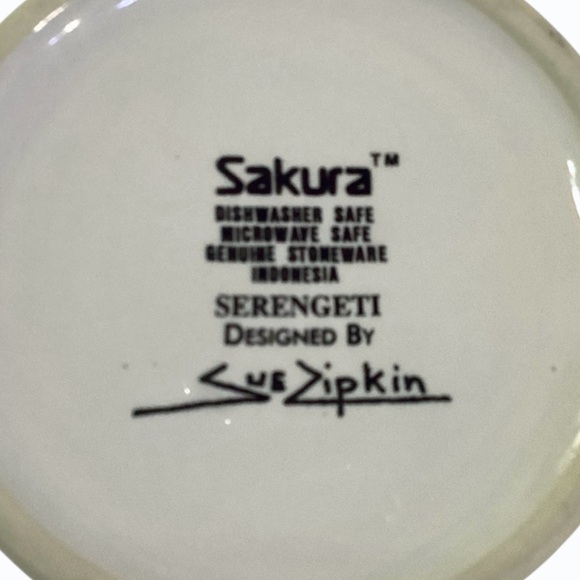 Sakura™
DISHWASHER SAFE
MICROWAVE SAFE
GENUINE STONEWARE
INDONESIA
SERENGETI
DESIGNED BY
Sue Zipkin